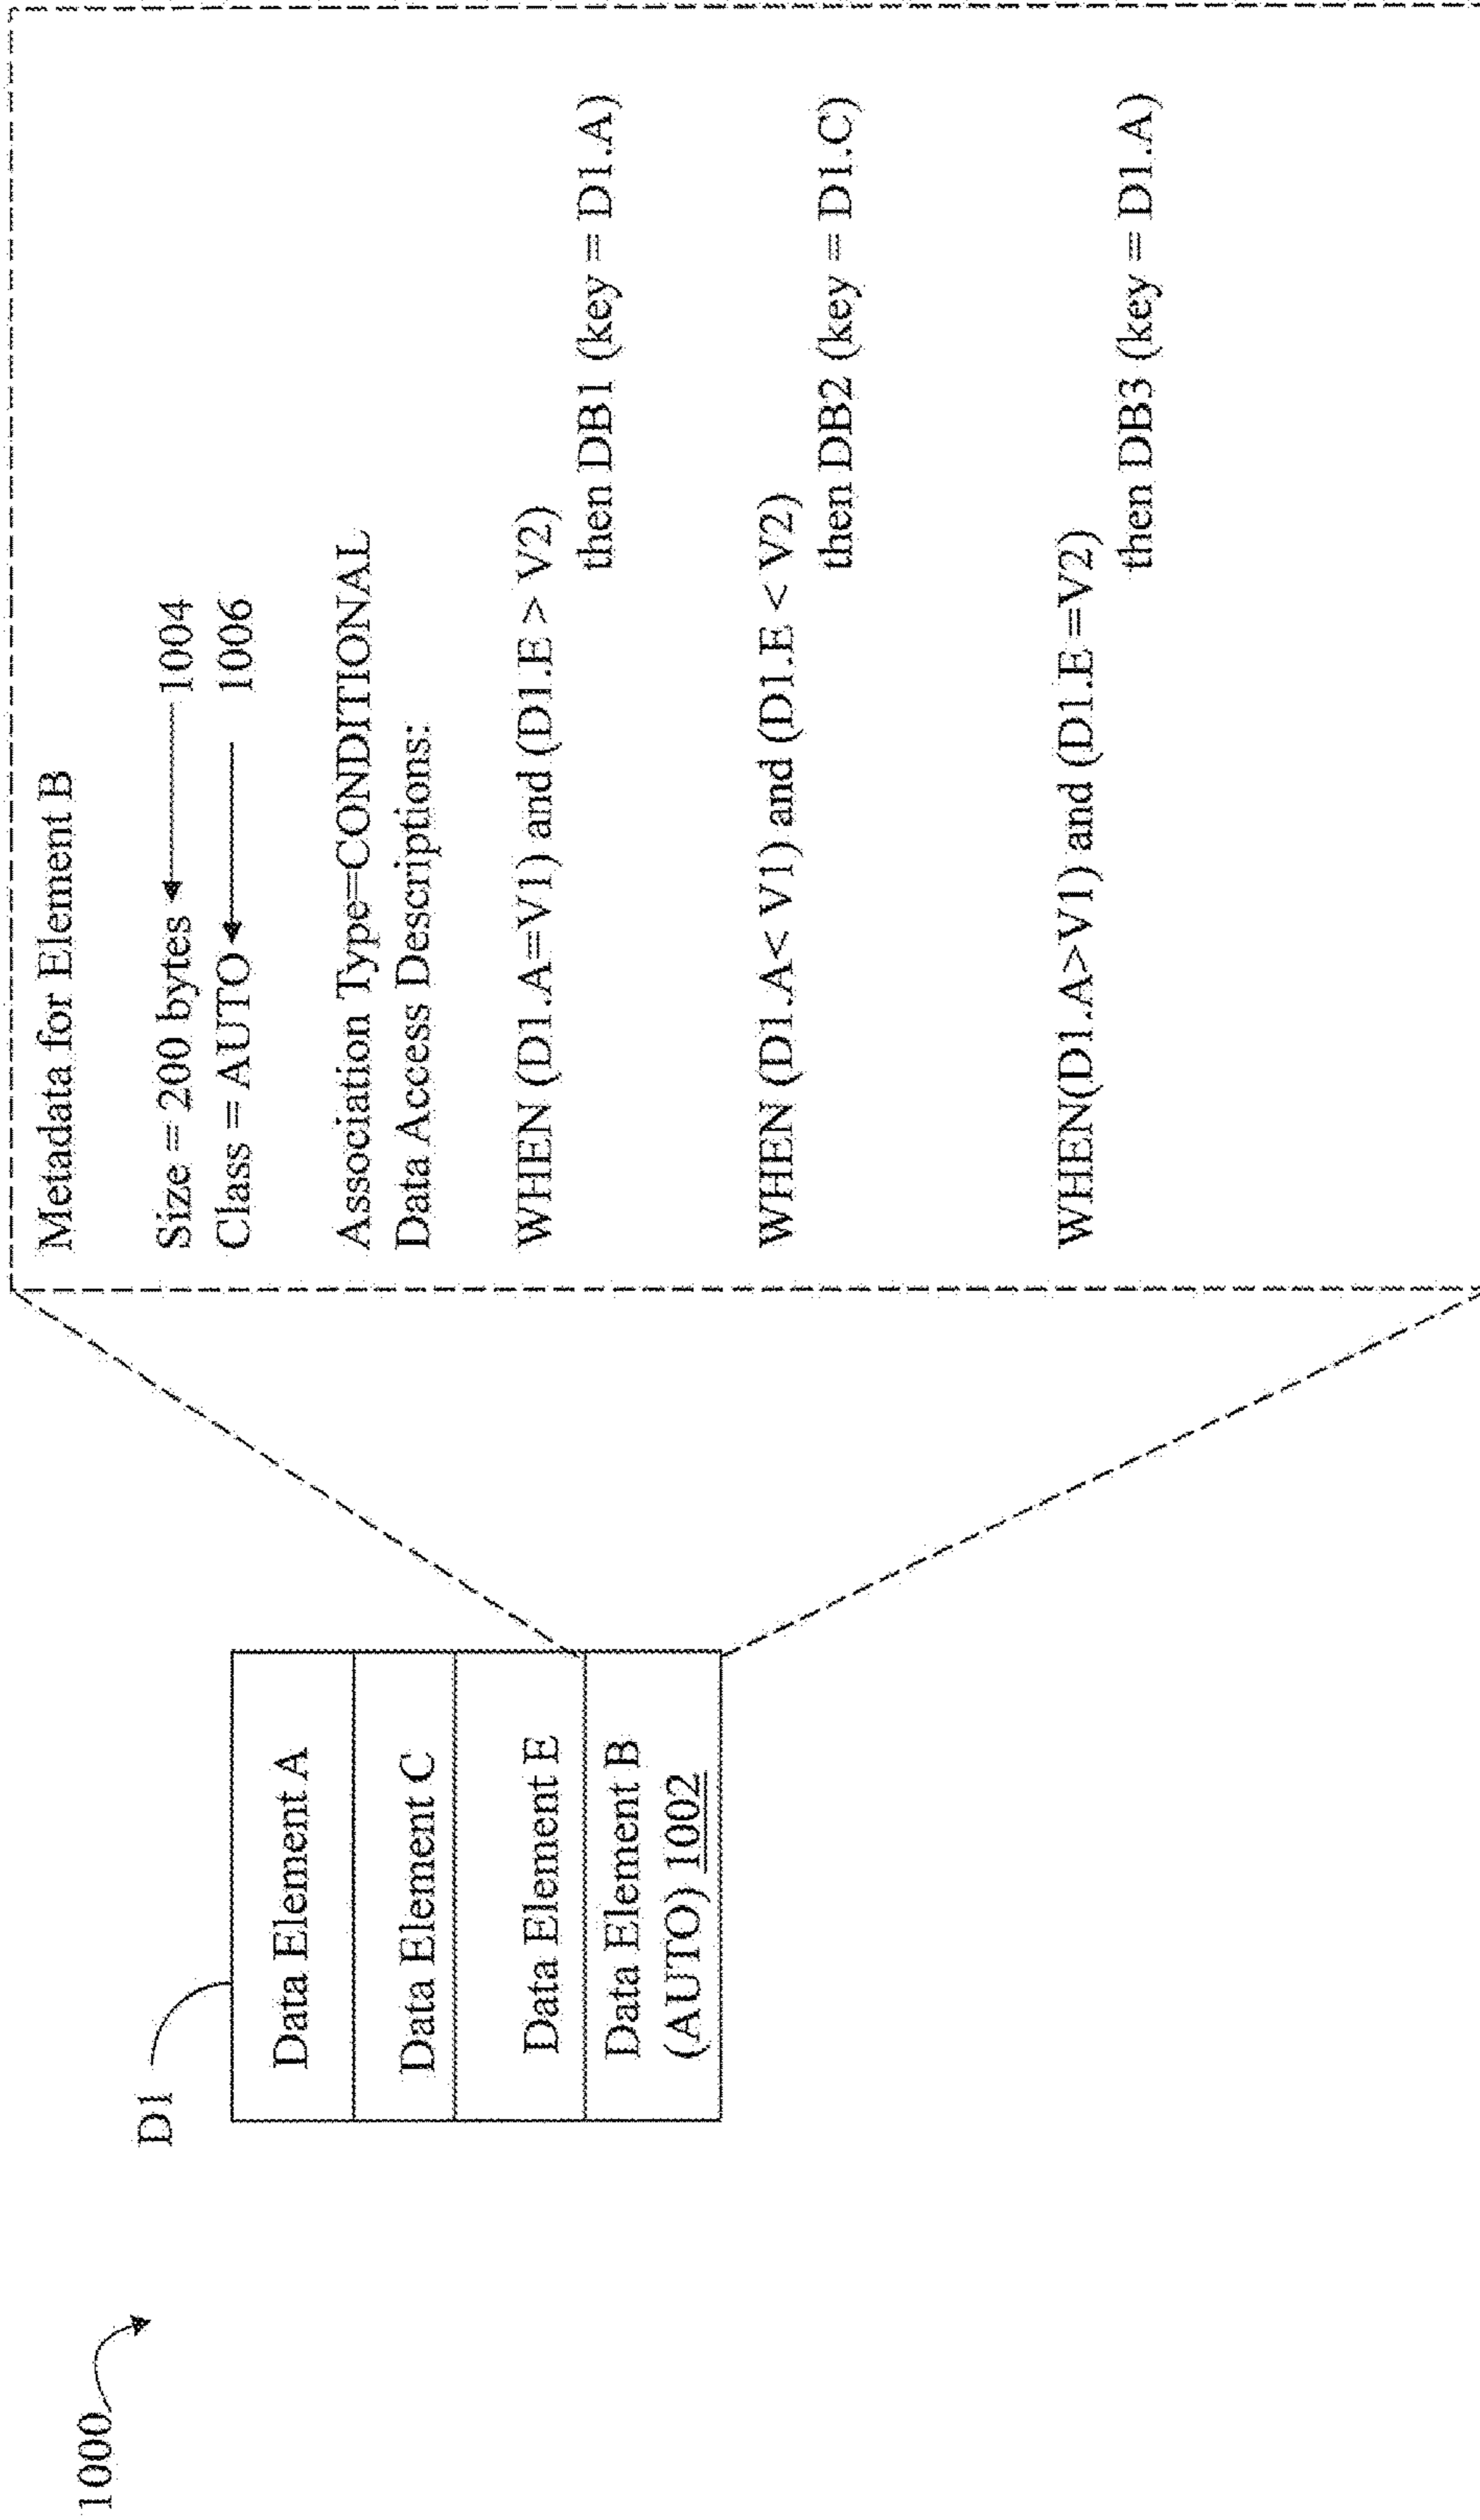 1000
D1
Data Element A
Data Element C
Data Element E
Data Element B
(AUTO) 1002
Metadata for Element B
Size = 200 bytes 1004
Class = AUTO 1006
Association Type=CONDITIONAL
Data Access Descriptions:
WHEN (D1.A=V1) and (D1.E > V2)
then DB1 (key = D1.A)
WHEN (D1.A< V1) and (D1.E < V2)
then DB2 (key = D1.C)
WHEN(D1.A>V1) and (D1.E =V2)
then DB3 (key = D1.A)